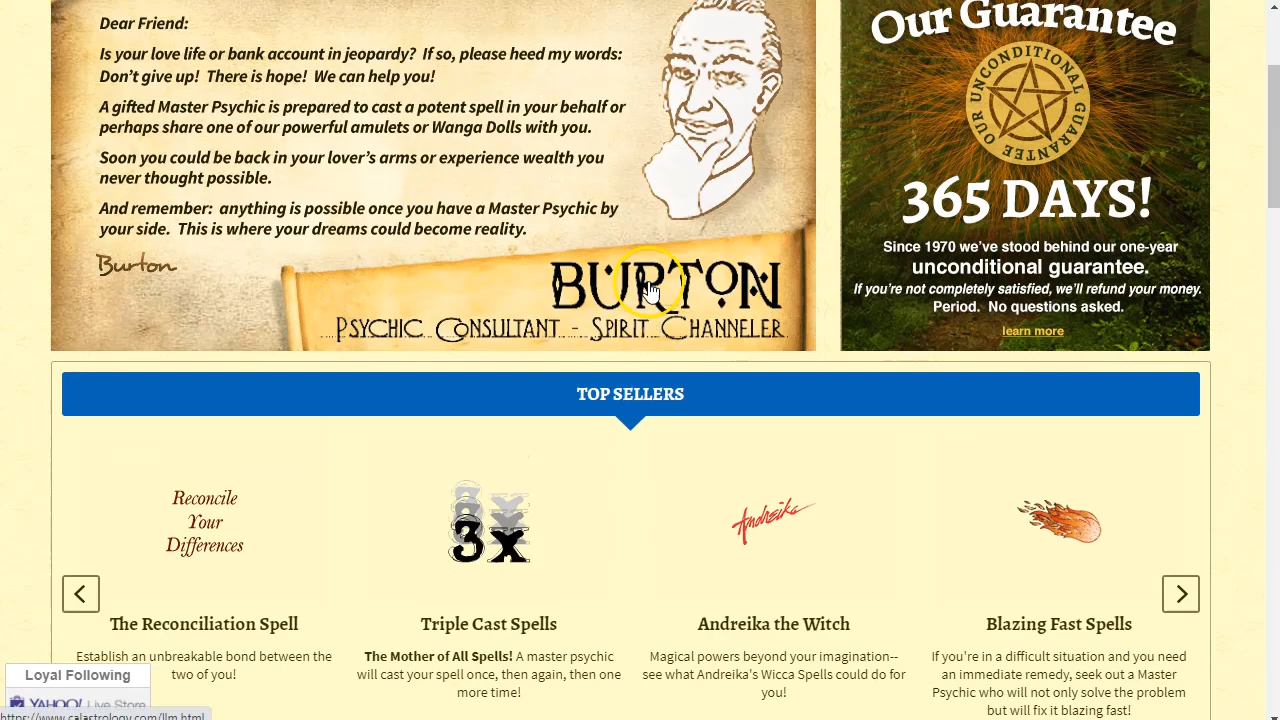 Dear Friend:
Is your love life or bank account in jeopardy?  If so, please heed my words:
Don't give up!  There is hope!  We can help you!
A gifted Master Psychic is prepared to cast a potent spell in your behalf or
perhaps share one of our powerful amulets or Wanga Dolls with you.
Soon you could be back in your lover's arms or experience wealth you
never thought possible.
And remember:  anything is possible once you have a Master Psychic by
your side.  This is where your dreams could become reality.
Burton
BURTON
Psychic Consultant - Spirit Channeler
Our Guarantee
UNCONDITIONAL
OUR GUARANTEE
365 DAYS!
Since 1970 we've stood behind our one-year
unconditional guarantee.
If you're not completely satisfied, we'll refund your money.
Period.  No questions asked.
learn more
TOP SELLERS
Reconcile
Your
Differences
3x
Andreika
The Reconciliation Spell
Establish an unbreakable bond between the
two of you!
Triple Cast Spells
The Mother of All Spells! A master psychic
will cast your spell once, then again, then one
more time!
Andreika the Witch
Magical powers beyond your imagination--
see what Andreika's Wicca Spells could do for
you!
Blazing Fast Spells
If you're in a difficult situation and you need
an immediate remedy, seek out a Master
Psychic who will not only solve the problem
but will fix it blazing fast!
Loyal Following
YAHOO! Live Store
https://www.calastrology.com/llm.html